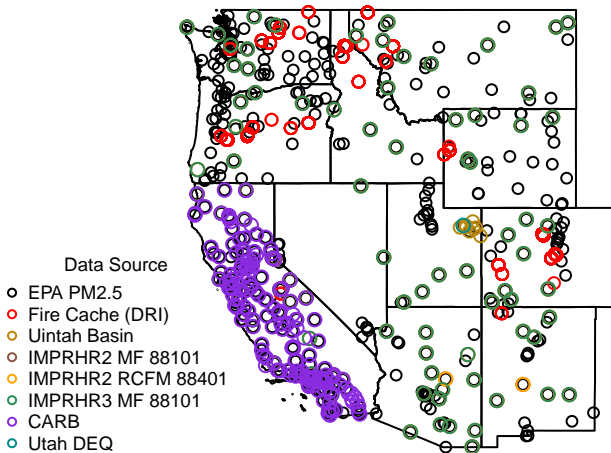 Data Source
EPA PM2.5
Fire Cache (DRI)
Uintah Basin
IMPRHR2 MF 88101
IMPRHR2 RCFM 88401
IMPRHR3 MF 88101
CARB
Utah DEQ